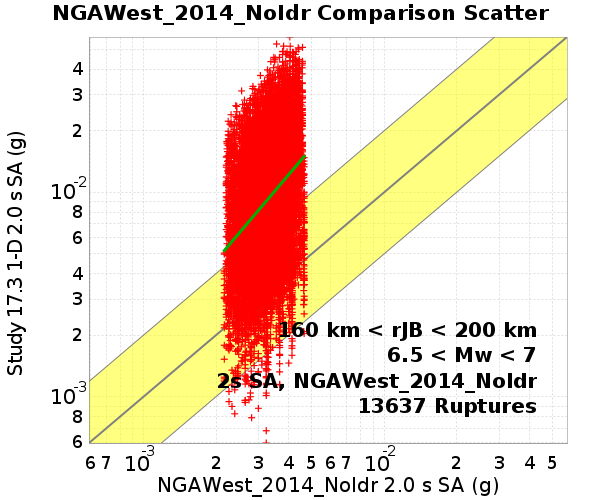 NGAWest_2014_NoIdr Comparison Scatter
4
3
2
10-2
8
6
4
3
2
10-3
8
6
Study 17.3 1-D 2.0 s SA (g)
160 km < rJB < 200 km
6.5 < Mw < 7
2s SA, NGAWest_2014_NoIdr
13637 Ruptures
6 7 10-3 2 3 4 5 6 7 10-2 2 3 4 5
NGAWest_2014_NoIdr 2.0 s SA (g)